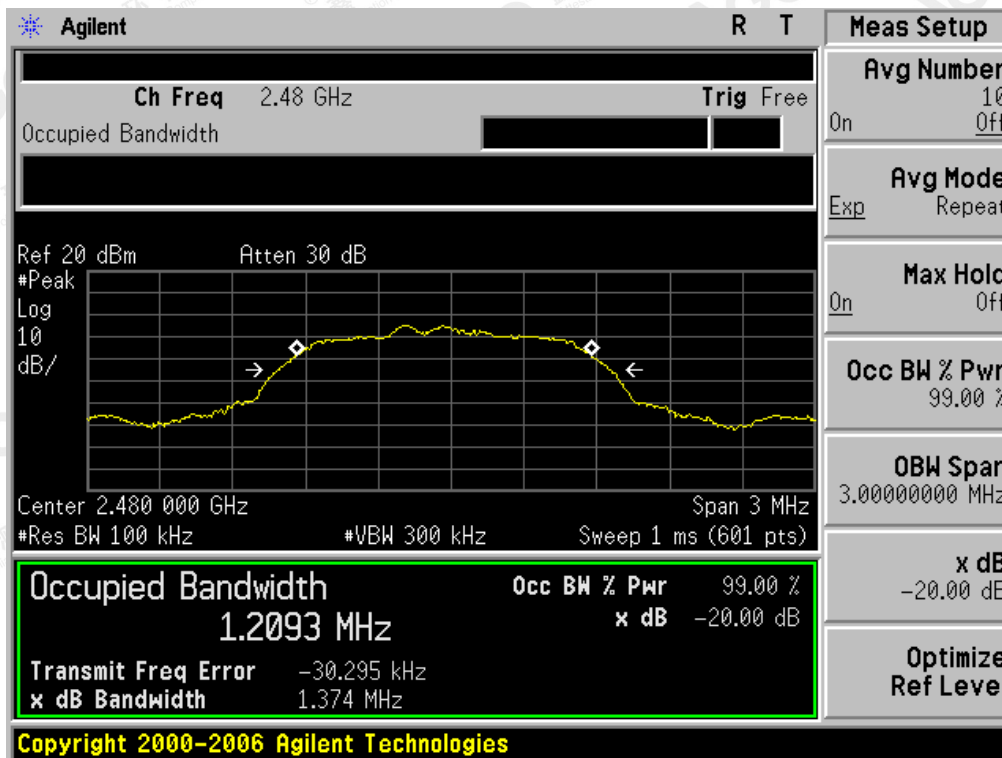 Agilent R T
Ch Freq 2.48 GHz Trig Free
Occupied Bandwidth
Ref 20 dBm Atten 30 dB
#Peak
Log
10
dB/
Center 2.480 000 GHz Span 3 MHz
#Res BW 100 kHz #VBW 300 kHz Sweep 1 ms (601 pts)
Occupied Bandwidth Occ BW % Pwr 99.00 %
1.2093 MHz x dB -20.00 dB
Transmit Freq Error -30.295 kHz
x dB Bandwidth 1.374 MHz
Copyright 2000-2006 Agilent Technologies
Meas Setup
Avg Number
10
On Off
Avg Mode
Exp Repeat
Max Hold
On Off
Occ BW % Pwr
99.00 %
OBW Span
3.00000000 MHz
x dB
-20.00 dB
Optimize
Ref Level